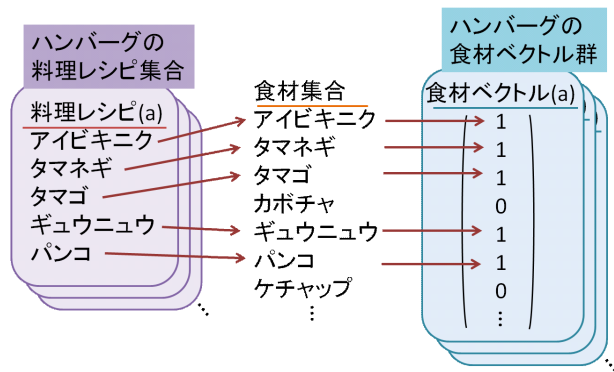 ハンバーグの
料理レシピ集合
料理レシピ(a)
アイビキニク
タマネギ
タマゴ
ギュウニュウ
パンコ
…
食材集合
アイビキニク
タマネギ
タマゴ
カボチャ
ギュウニュウ
パンコ
ケチャップ
…
ハンバーグの
食材ベクトル群
食材ベクトル(a)
1
1
1
0
1
1
0
…
…